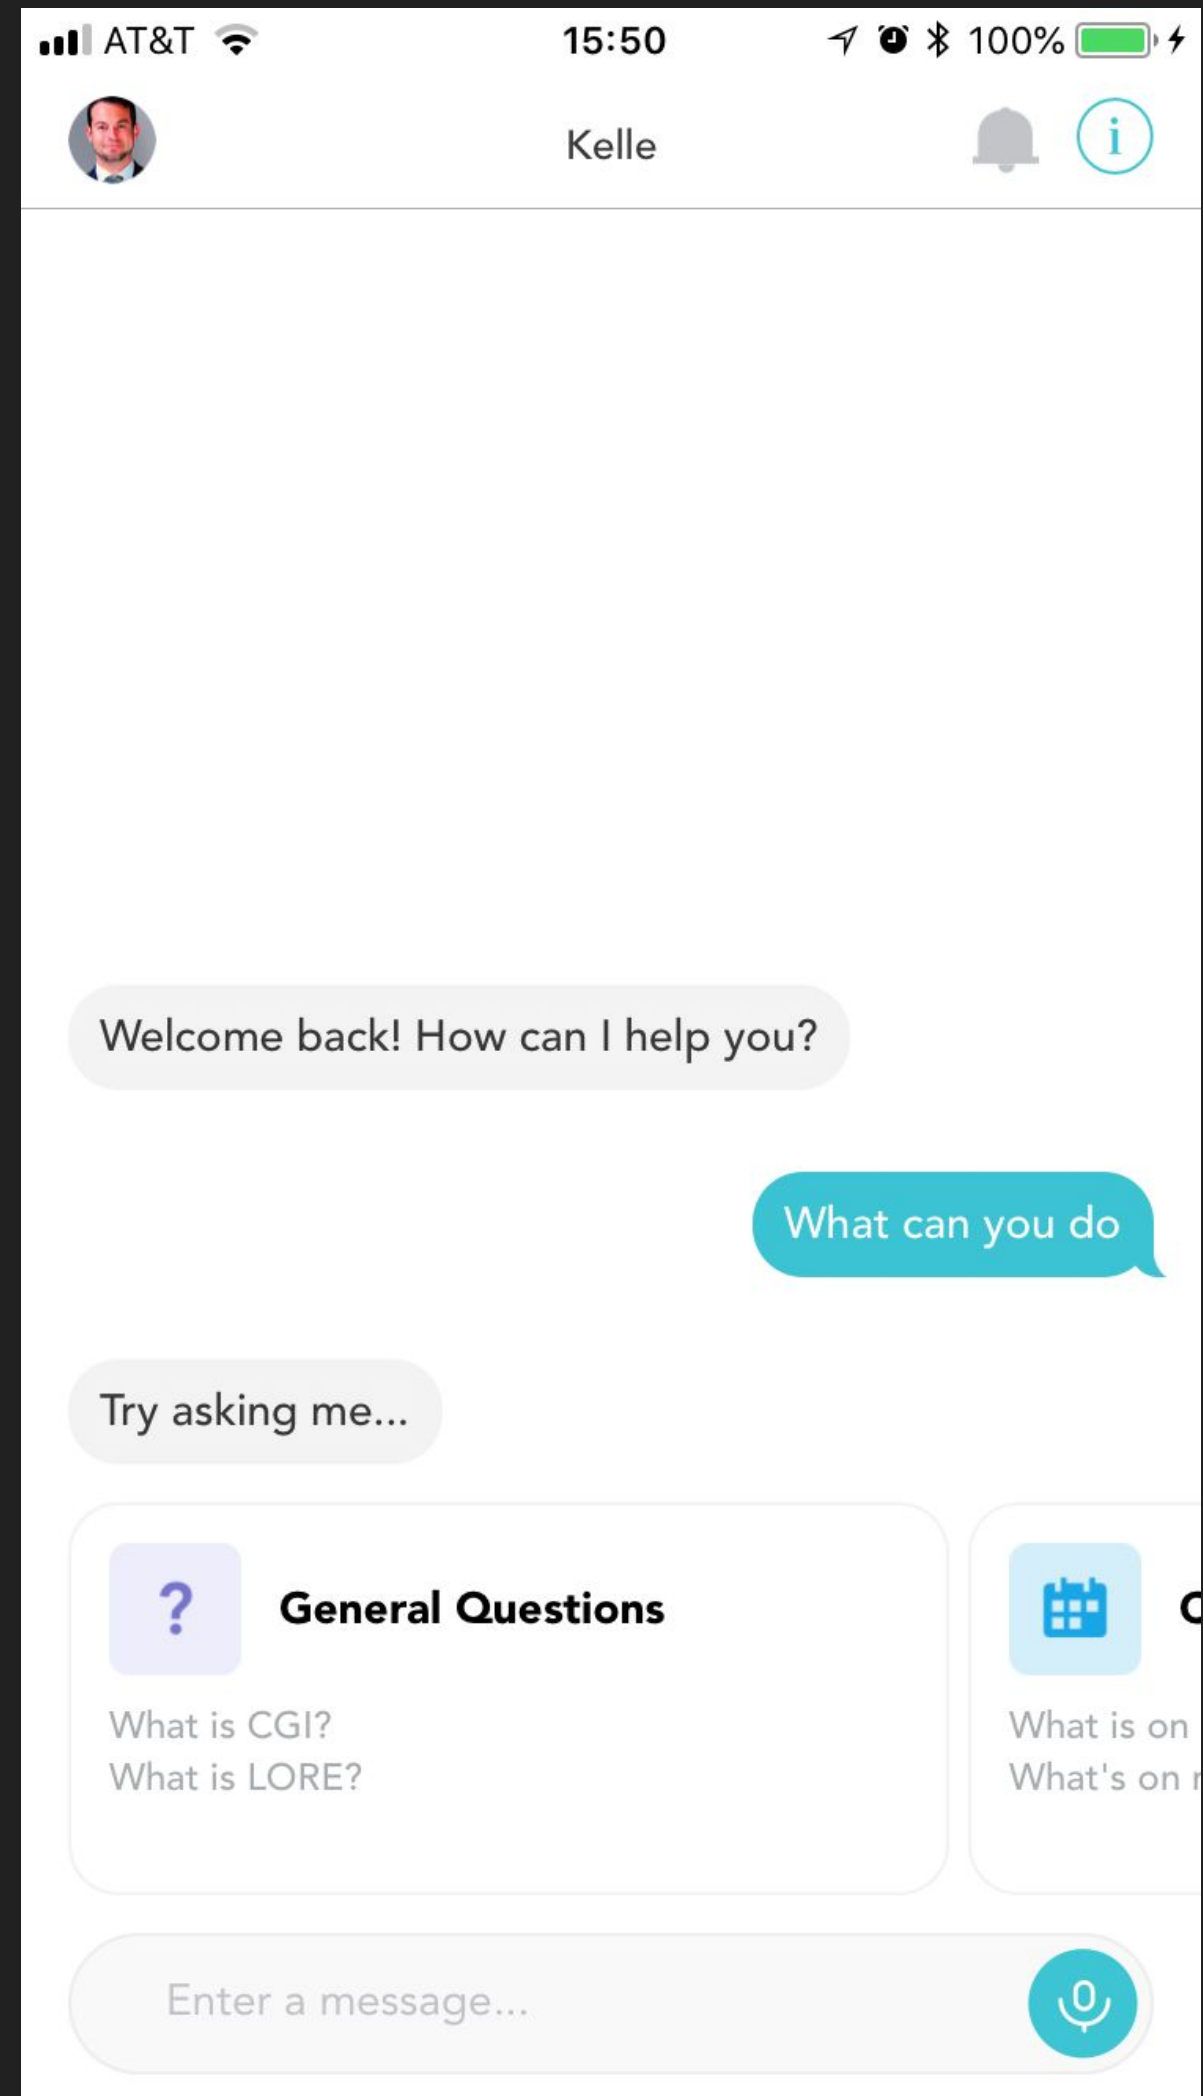 AT&T
15:50
100%
Kelle
i
Welcome back! How can I help you?
What can you do
Try asking me...
?
General Questions
What is CGI?
What is LORE?
What is on
What's on
Enter a message...